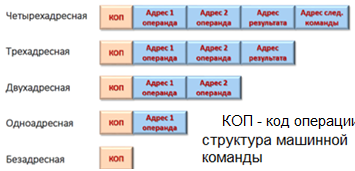 Четырехадресная КОП Адрес 1 операнда Адрес 2 операнда Адрес результата Адрес след. команды
Трехадресная КОП Адрес 1 операнда Адрес 2 операнда Адрес результата
Двухадресная КОП Адрес 1 операнда Адрес 2 операнда
Одноадресная КОП Адрес 1 операнда
Безадресная КОП
КОП - код операции
структура машинной
команды